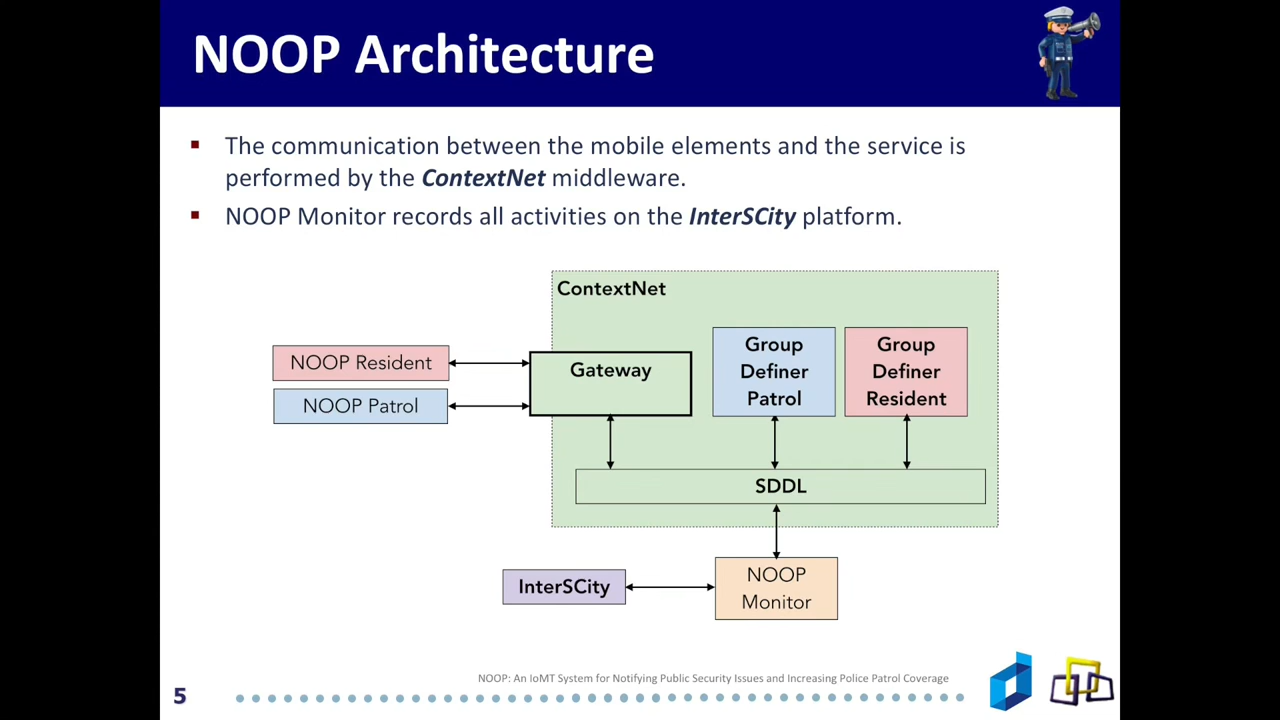 NOOP Architecture
The communication between the mobile elements and the service is
performed by the ContextNet middleware.
NOOP Monitor records all activities on the InterSCity platform.
ContextNet
NOOP Resident
NOOP Patrol
Gateway
Group
Definer
Patrol
Group
Definer
Resident
SDDL
InterSCity
NOOP
Monitor
NOOP: An IoMT System for Notifying Public Security Issues and Increasing Police Patrol Coverage
5